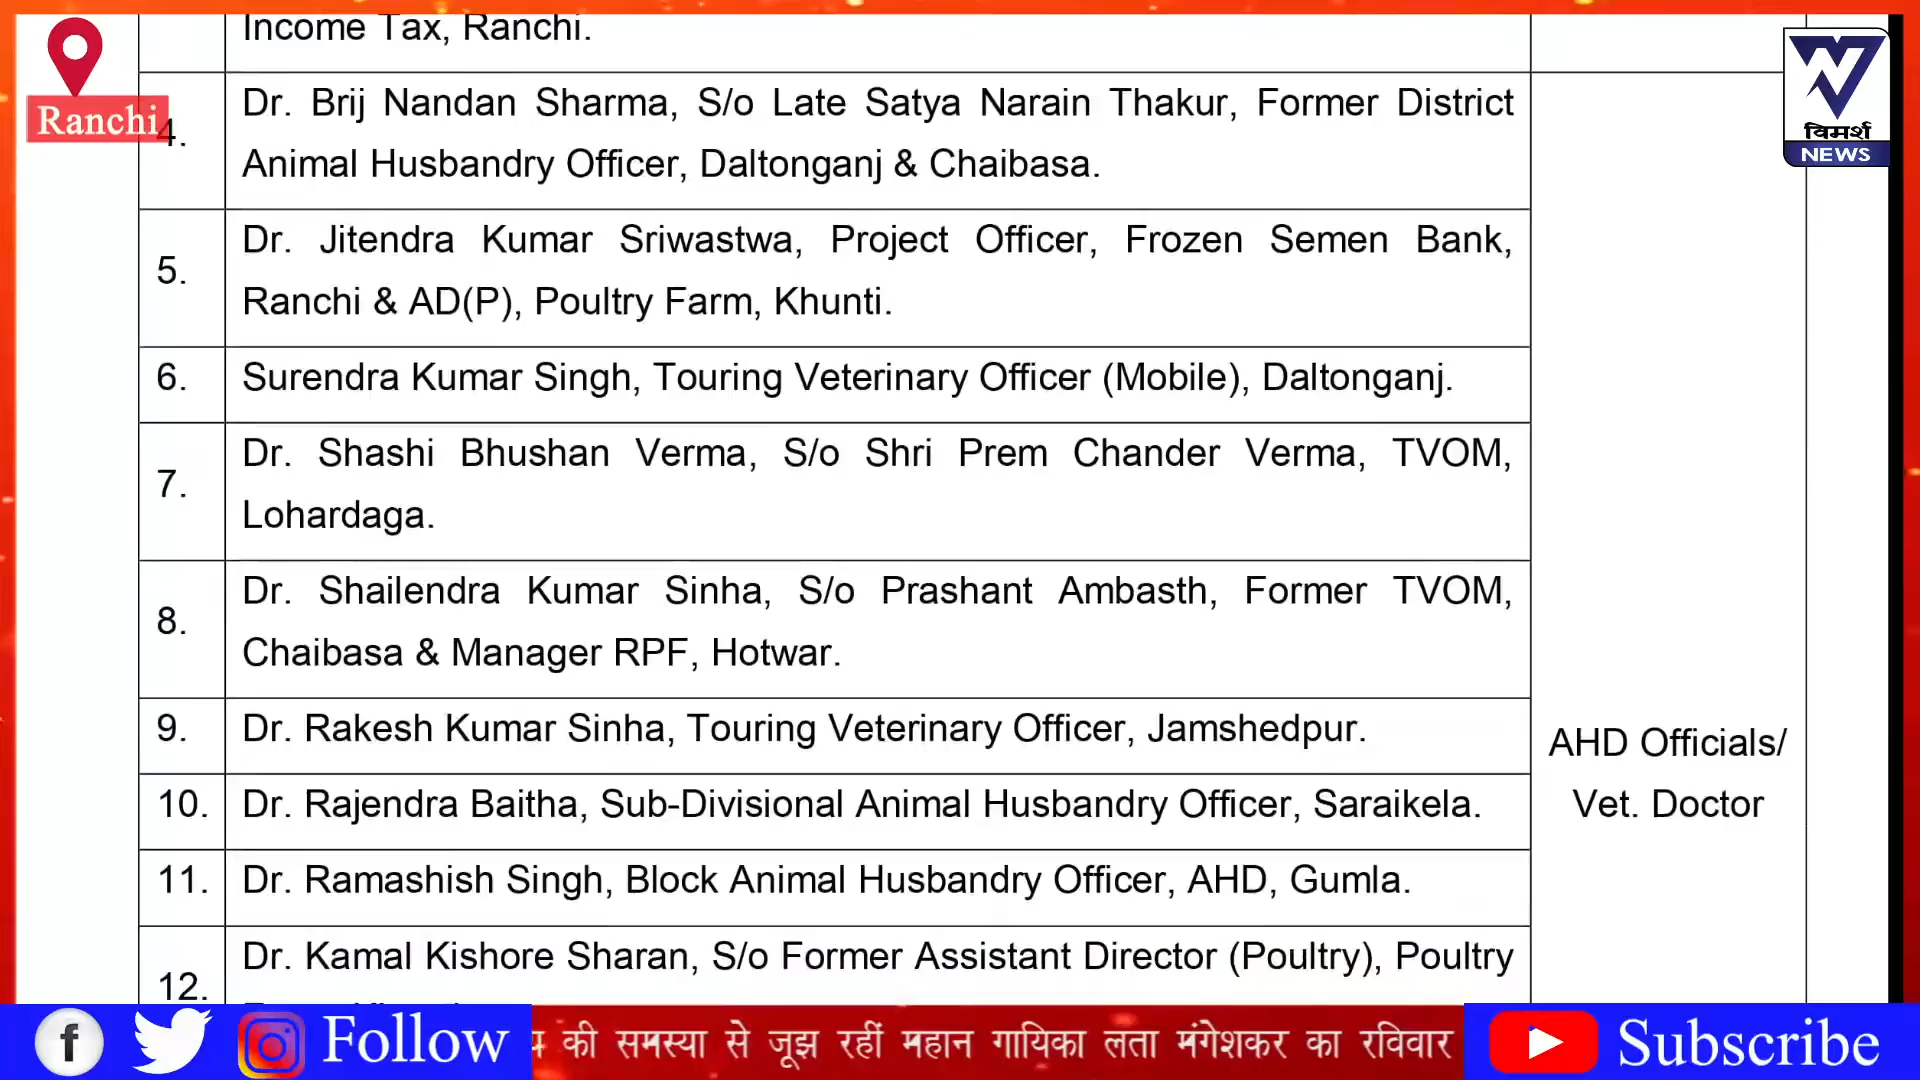 Income Tax, Ranchi.
Ranchi
4.
Dr. Brij Nandan Sharma, S/o Late Satya Narain Thakur, Former District
Animal Husbandry Officer, Daltonganj & Chaibasa.
विमर्श
NEWS
5.
Dr. Jitendra Kumar Sriwastwa, Project Officer, Frozen Semen Bank,
Ranchi & AD(P), Poultry Farm, Khunti.
6.
Surendra Kumar Singh, Touring Veterinary Officer (Mobile), Daltonganj.
7.
Dr. Shashi Bhushan Verma, S/o Shri Prem Chander Verma, TVOM,
Lohardaga.
8.
Dr. Shailendra Kumar Sinha, S/o Prashant Ambasth, Former TVOM,
Chaibasa & Manager RPF, Hotwar.
9.
Dr. Rakesh Kumar Sinha, Touring Veterinary Officer, Jamshedpur.
10.
Dr. Rajendra Baitha, Sub-Divisional Animal Husbandry Officer, Saraikela.
11.
Dr. Ramashish Singh, Block Animal Husbandry Officer, AHD, Gumla.
12.
Dr. Kamal Kishore Sharan, S/o Former Assistant Director (Poultry), Poultry
AHD Officials/
Vet. Doctor
Follow
की समस्या से जूझ रहीं महान गायिका लता मंगेशकर का रविवार
Subscribe